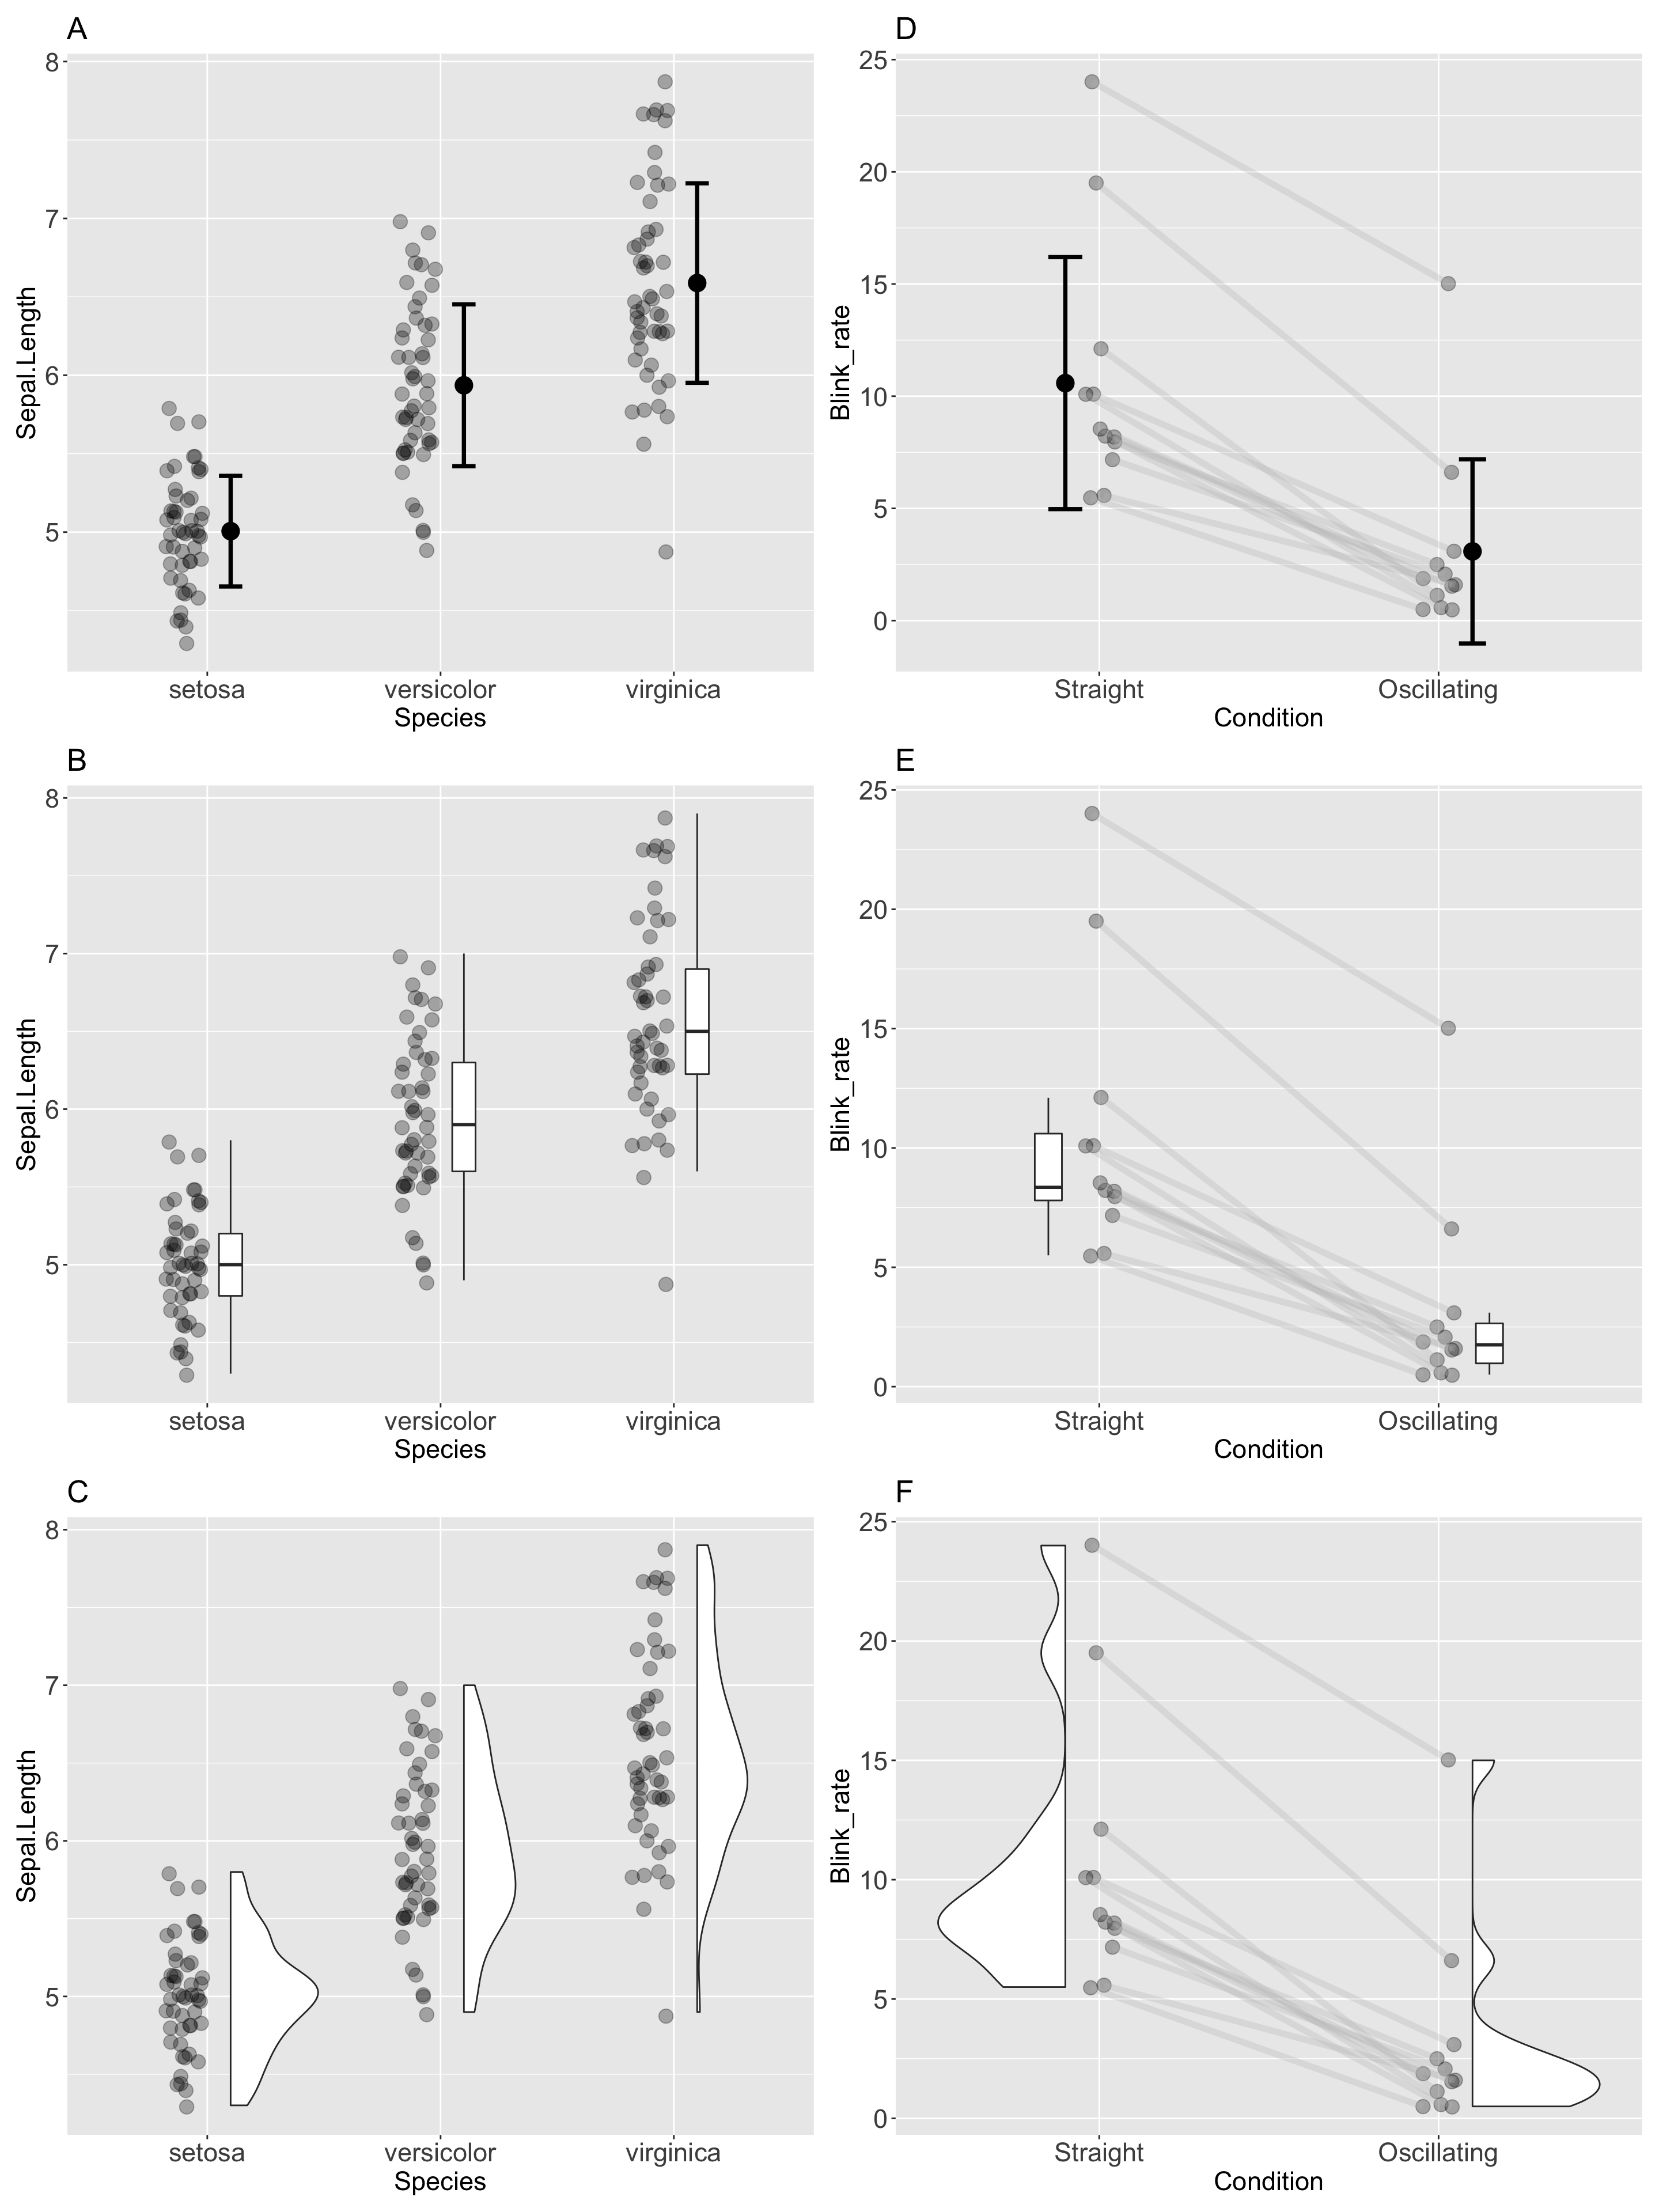 A
8
7
6
5
Sepal.Length
setosa versicolor virginica
Species
D
25
20
15
10
5
0
Blink_rate
Straight Oscillating
Condition
B
8
7
6
5
Sepal.Length
setosa versicolor virginica
Species
E
25
20
15
10
5
0
Blink_rate
Straight Oscillating
Condition
C
8
7
6
5
Sepal.Length
setosa versicolor virginica
Species
F
25
20
15
10
5
0
Blink_rate
Straight Oscillating
Condition